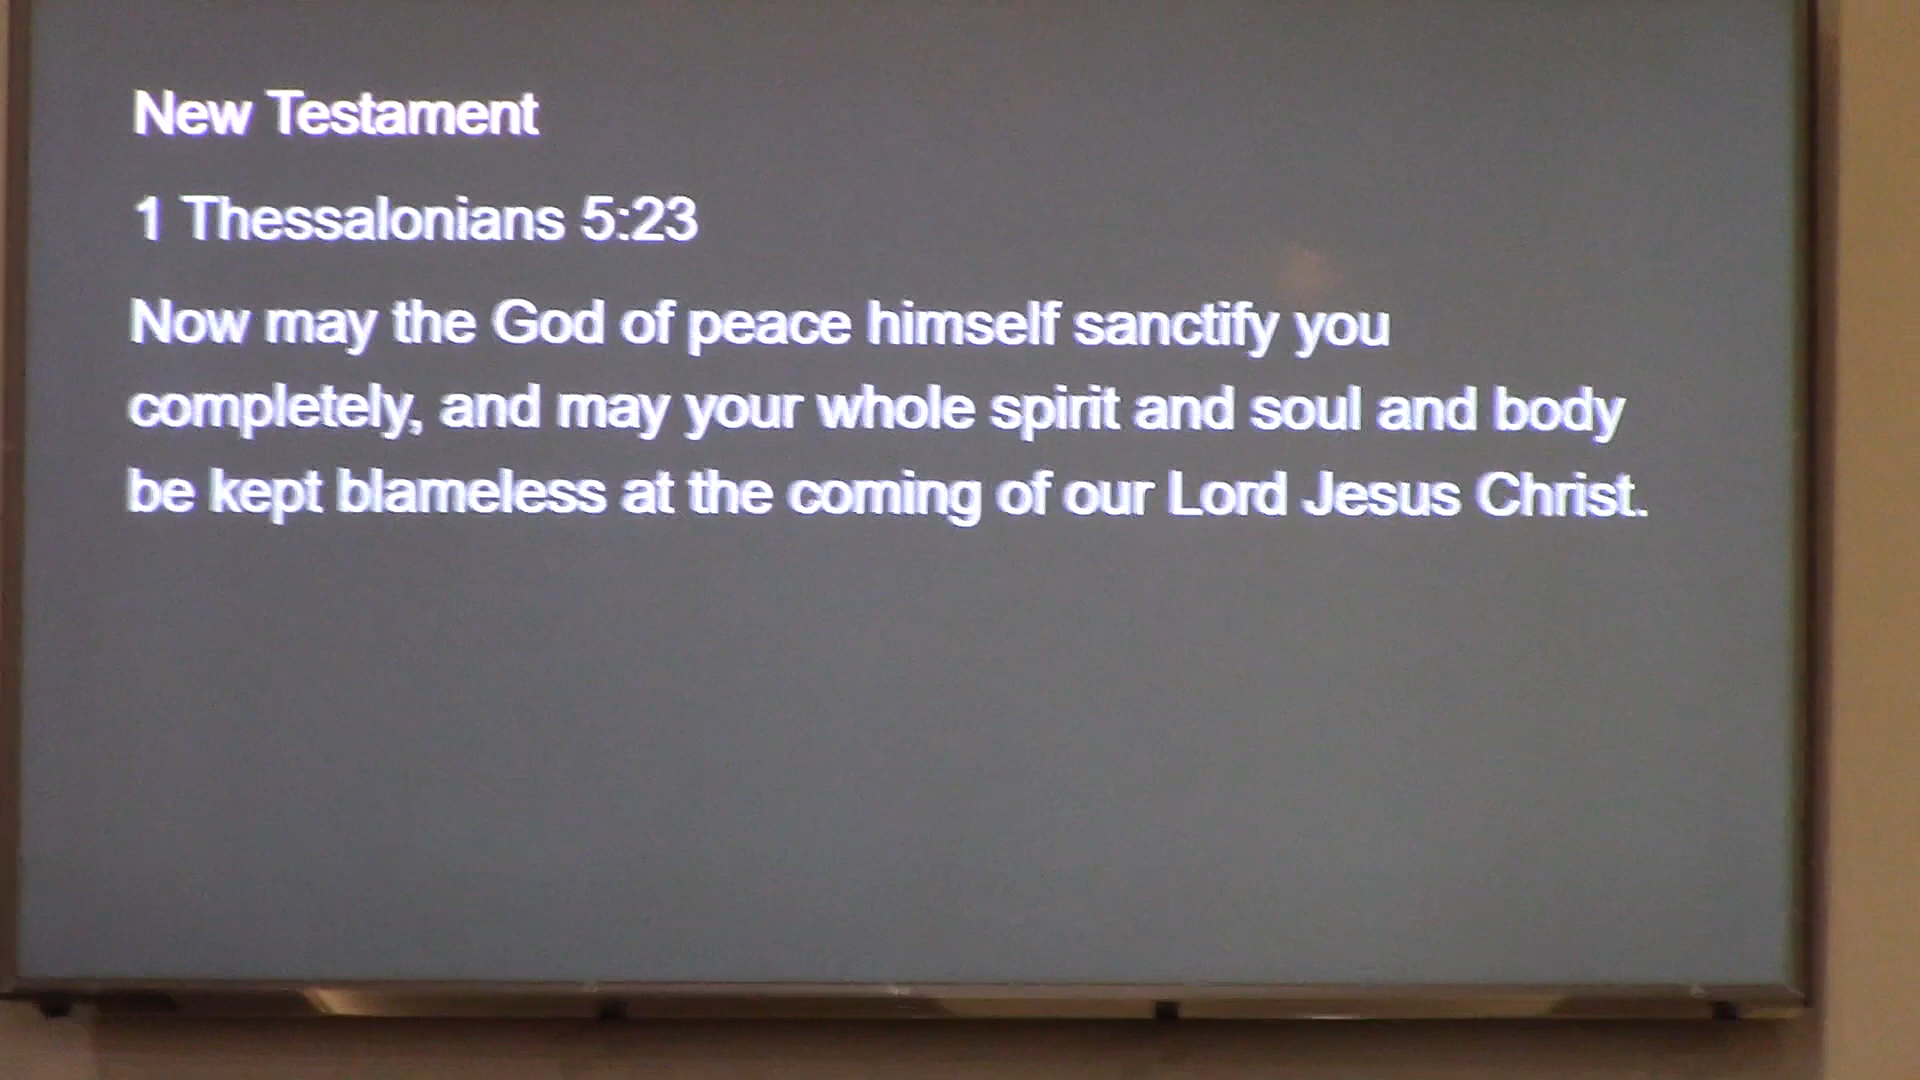 New Testament
1 Thessalonians 5:23
Now may the God of peace himself sanctify you
completely, and may your whole spirit and soul and body
be kept blameless at the coming of our Lord Jesus Christ.